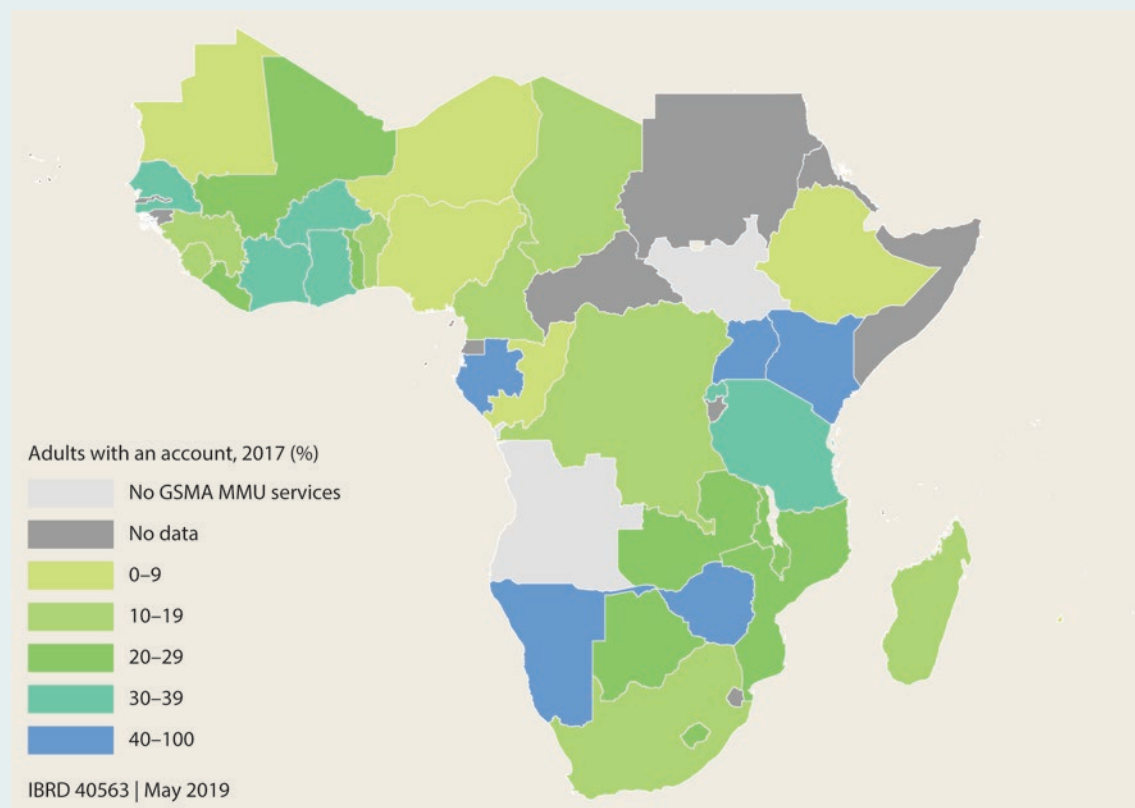 Adults with an account, 2017 (%)
No GSMA MMU services
No data
0–9
10–19
20–29
30–39
40–100
IBRD 40563 | May 2019